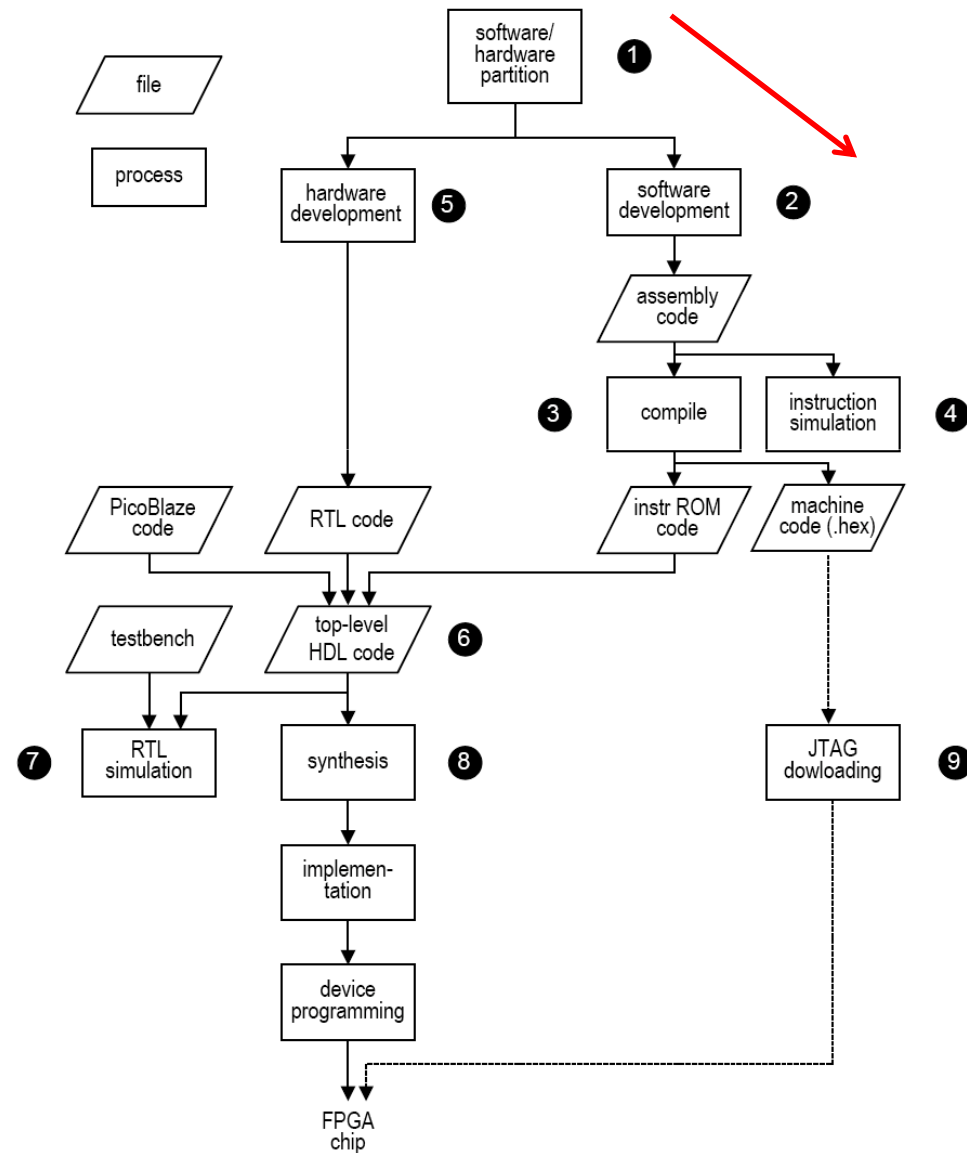 software/
hardware
partition
1
file
process
hardware
development
5
software
development
2
assembly
code
3
compile
instruction
simulation
4
PicoBlaze
code
RTL code
instr ROM
code
machine
code (.hex)
testbench
top-level
HDL code
6
7
RTL
simulation
synthesis
8
JTAG
dowloading
9
implemen-
tation
device
programming
FPGA
chip